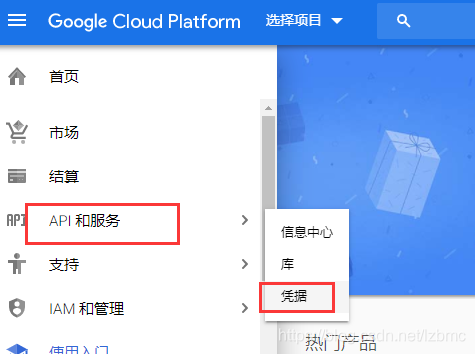 Google Cloud Platform 选择项目
首页
市场
结算
API API 和服务
信息中心
支持
库
凭据
IAM 和管理
使用入门
热门产品
https://blog.csdn.net/lzbmc